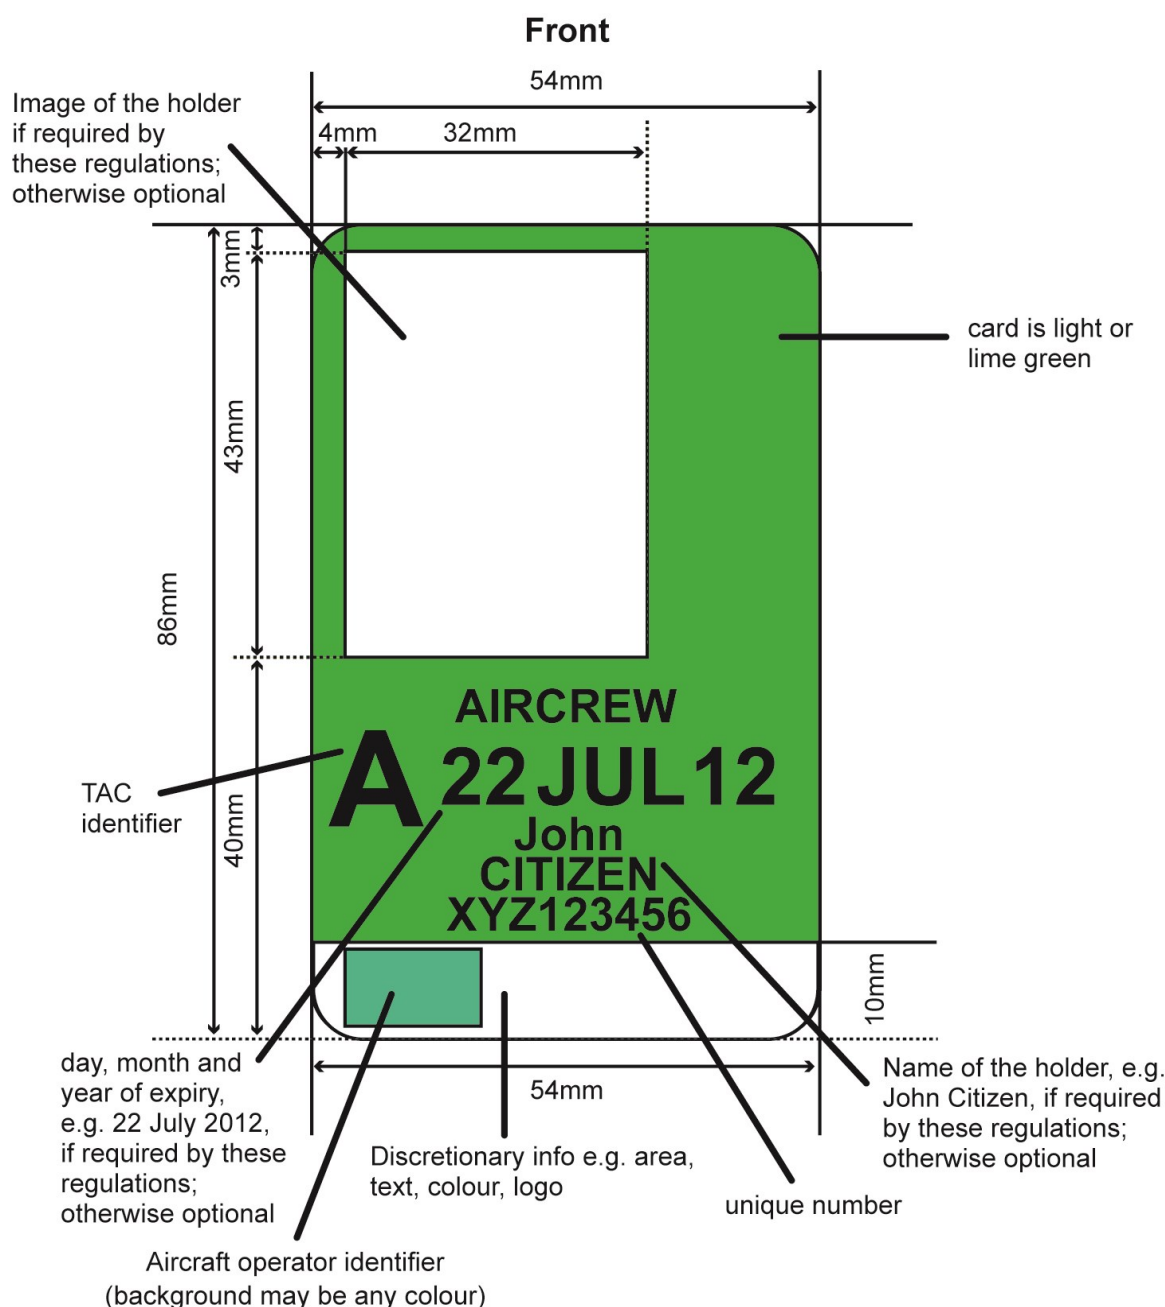 Front
54mm
Image of the holder
if required by
these regulations;
otherwise optional
4mm
32mm
3mm
card is light or
lime green
43mm
86mm
AIRCREW
A
22 JUL 12
TAC
identifier
40mm
John
CITIZEN
XYZ123456
10mm
day, month and
year of expiry,
e.g. 22 July 2012,
if required by these
regulations;
otherwise optional
54mm
Name of the holder, e.g.
John Citizen, if required
by these regulations;
otherwise optional
Discretionary info e.g. area,
text, colour, logo
unique number
Aircraft operator identifier
(background may be any colour)